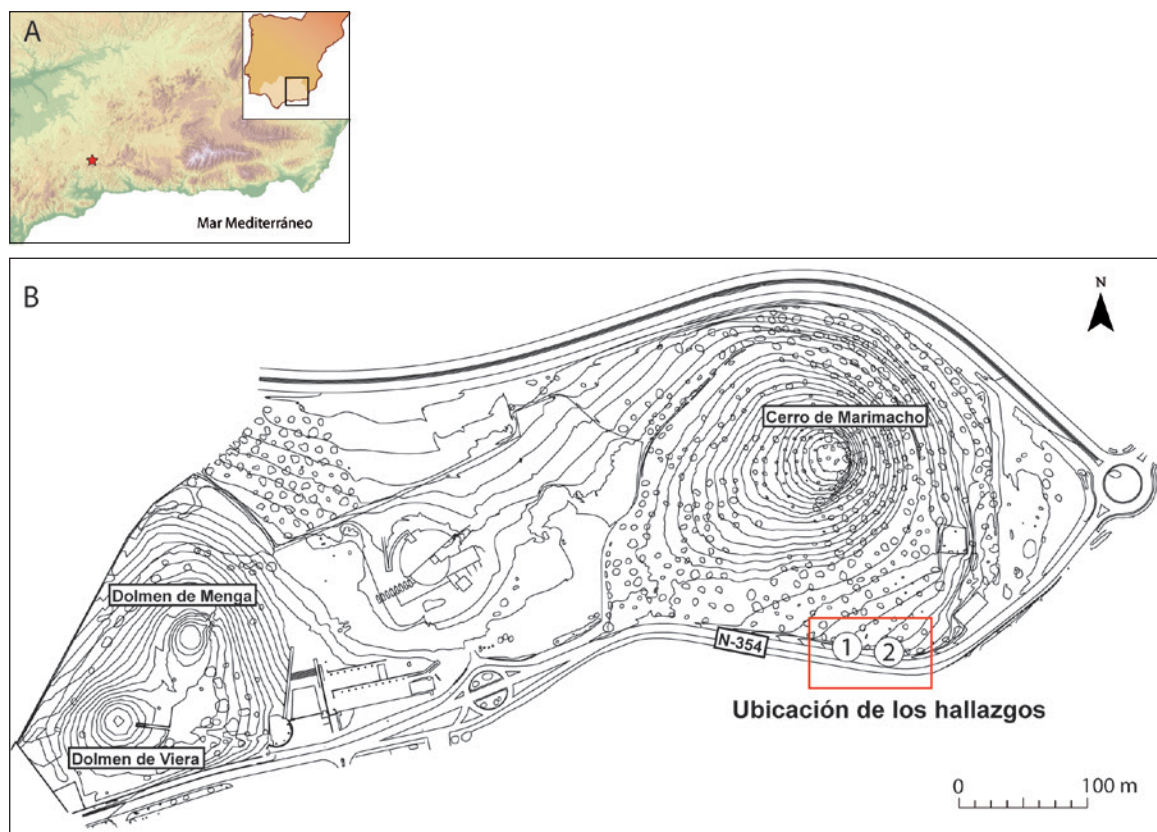 A
Mar Mediterráneo
B
N
Cerro de Marimacho
Dolmen de Menga
N-354
1
2
Ubicación de los hallazgos
Dolmen de Viera
0
100 m